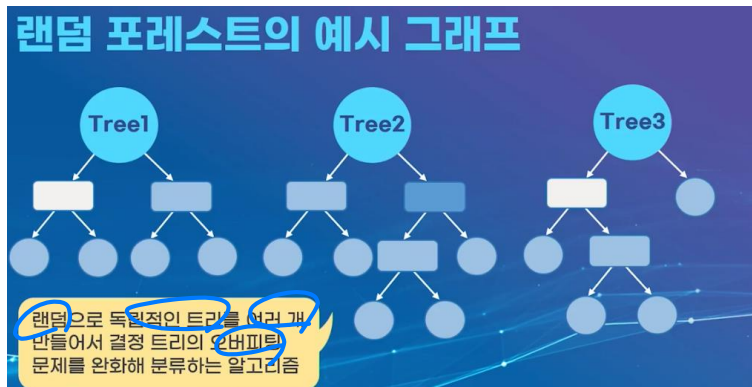 랜덤 포레스트의 예시 그래프
Tree1
Tree2
Tree3
랜덤으로 독립적인 트리를 여러 개
만들어서 결정 트리의 오버피팅
문제를 완화해 분류하는 알고리즘